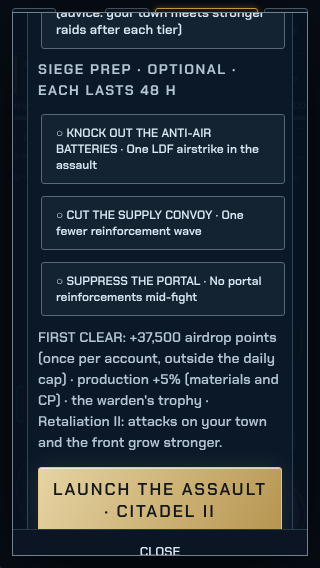 (advice: your town meets stronger
raids after each tier)
SIEGE PREP · OPTIONAL ·
EACH LASTS 48 H
○ KNOCK OUT THE ANTI-AIR
BATTERIES · One LDF airstrike in the
assault
○ CUT THE SUPPLY CONVOY · One
fewer reinforcement wave
○ SUPPRESS THE PORTAL · No portal
reinforcements mid-fight
FIRST CLEAR: +37,500 airdrop points
(once per account, outside the daily
cap) · production +5% (materials and
CP) · the warden's trophy ·
Retaliation II: attacks on your town
and the front grow stronger.
LAUNCH THE ASSAULT
· CITADEL II
CLOSE